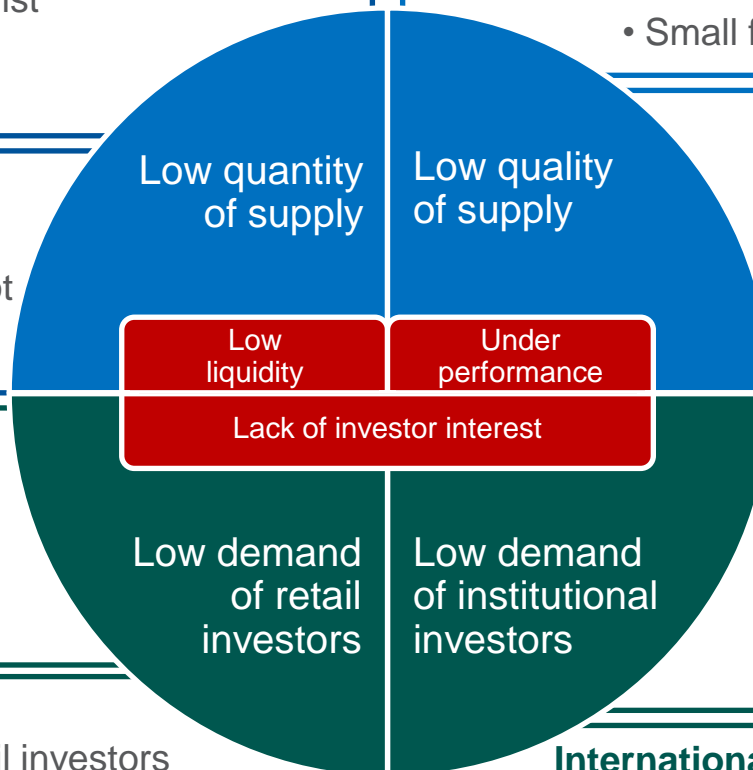 • Small
Low quantity
of supply
Low quality
of supply
Low
liquidity
Under
performance
Lack of investor interest
Low demand
of retail
investors
Low demand
of institutional
investors
investors